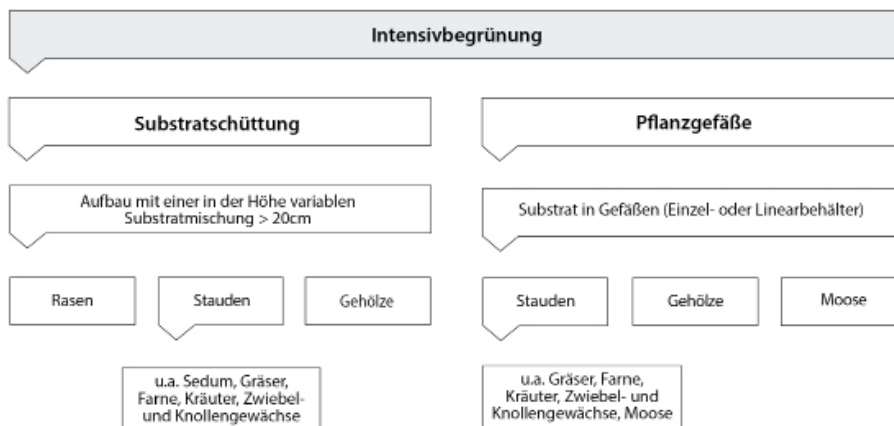 Intensivbegrünung
Substratschüttung
Pflanzgefäße
Aufbau mit einer in der Höhe variablen
Substratmischung > 20cm
Substrat in Gefäßen (Einzel- oder Linearbehälter)
Rasen
Stauden
Gehölze
Stauden
Gehölze
Moose
u.a. Sedum, Gräser,
Farne, Kräuter, Zwiebel-
und Knollengewächse
u.a. Gräser, Farne,
Kräuter, Zwiebel- und
Knollengewächse, Moose